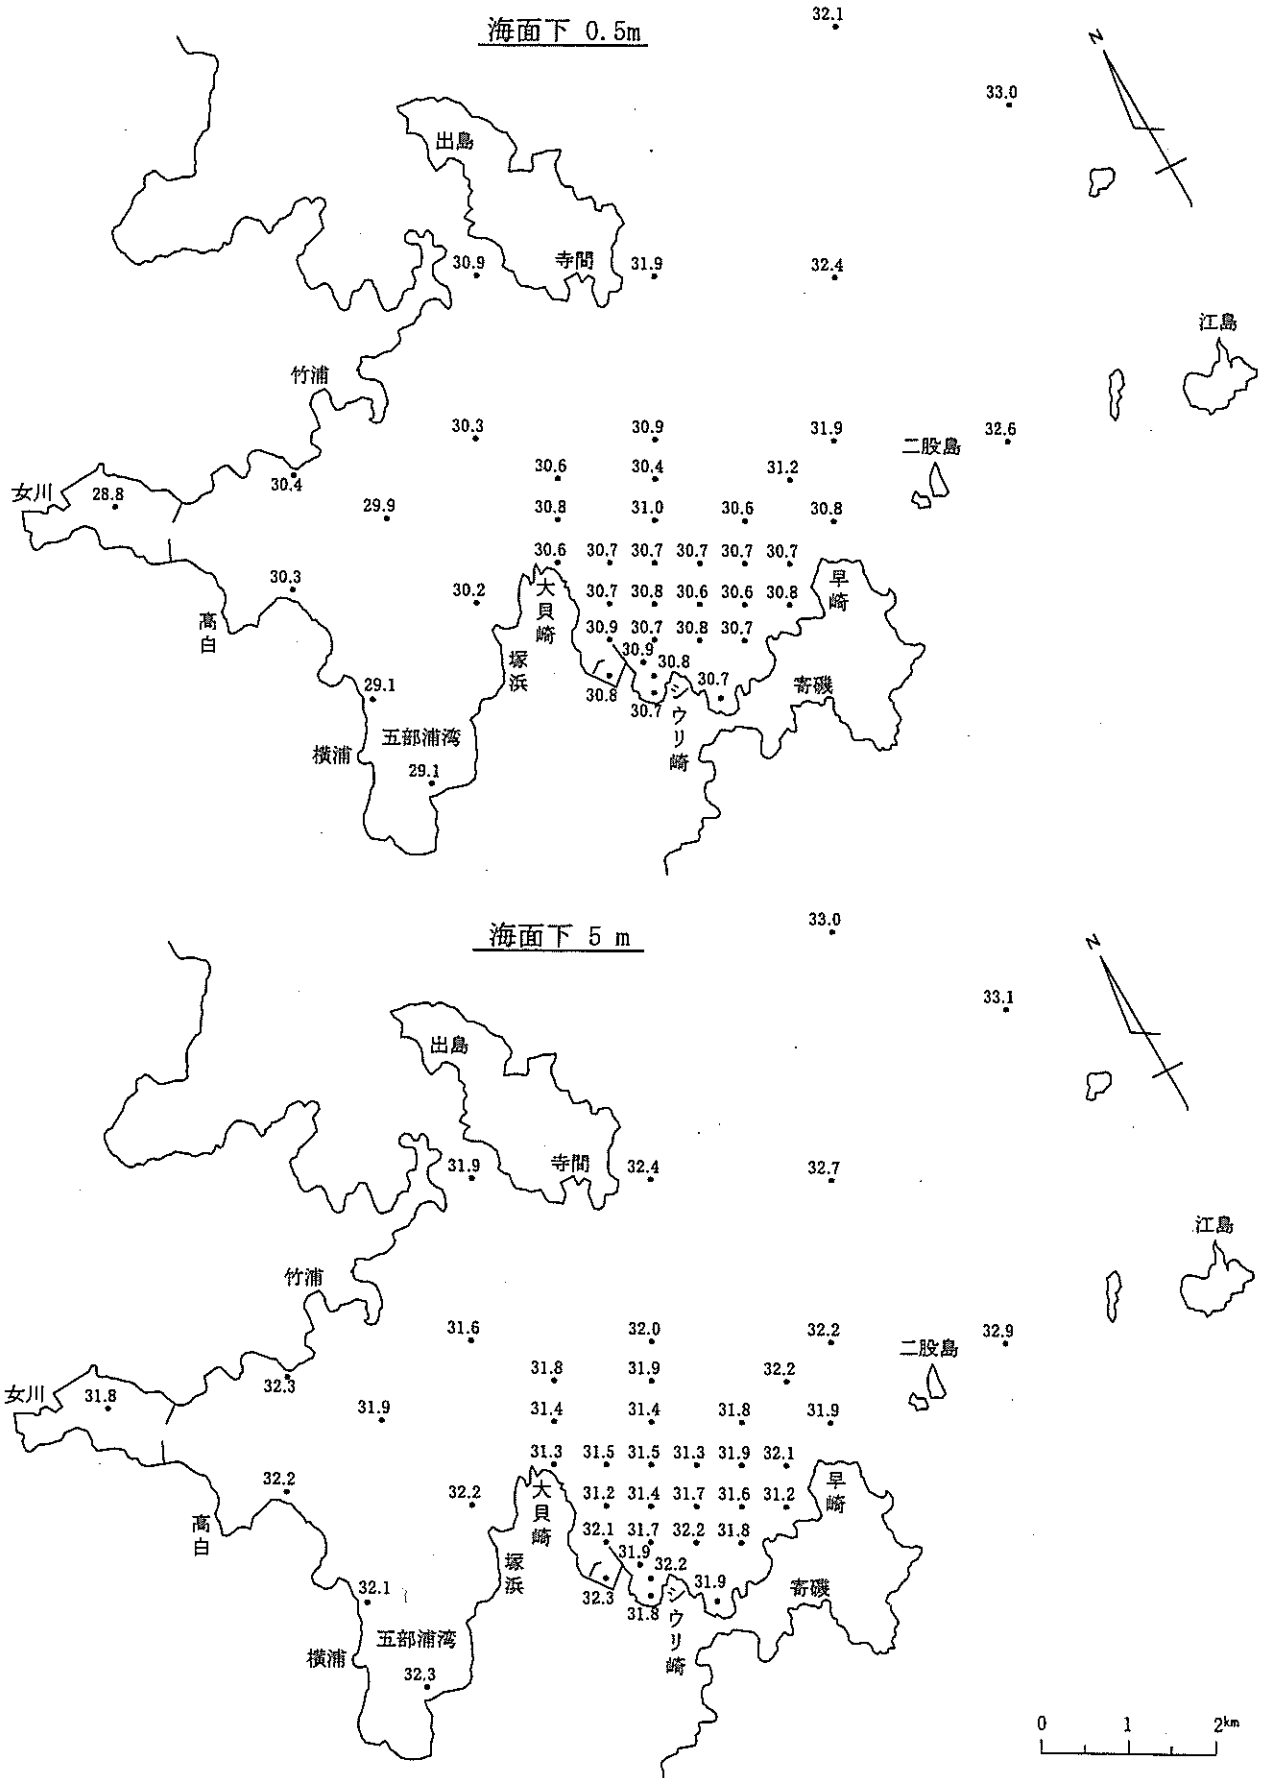 海面下 0.5m
32.1
N
33.0
出島
30.9
寺間
31.9
32.4
江島
竹浦
30.3
30.9
31.9
32.6
二股島
30.6
30.4
31.2
女川
28.8
30.4
29.9
30.8
31.0
30.6
30.8
30.6
30.7
30.7
30.7
30.7
30.7
早崎
30.3
30.2
大貝崎
30.7
30.8
30.6
30.6
30.8
高白
30.9
30.7
30.8
30.7
塚浜
30.9
30.8
30.8
30.7
30.7
シウリ崎
寄磯
29.1
五部浦湾
横浦
29.1
海面下 5 m
33.0
N
33.1
出島
31.9
寺間
32.4
32.7
江島
竹浦
31.6
32.0
32.2
32.9
二股島
31.8
31.9
32.2
女川
31.8
32.3
31.9
31.4
31.4
31.8
31.9
31.3
31.5
31.5
31.3
31.9
32.1
早崎
32.2
32.2
大貝崎
31.2
31.4
31.7
31.6
31.2
高白
32.1
31.7
32.2
31.8
塚浜
31.9
32.2
32.3
31.8
31.9
シウリ崎
寄磯
32.1
五部浦湾
横浦
32.3
0 1 2km